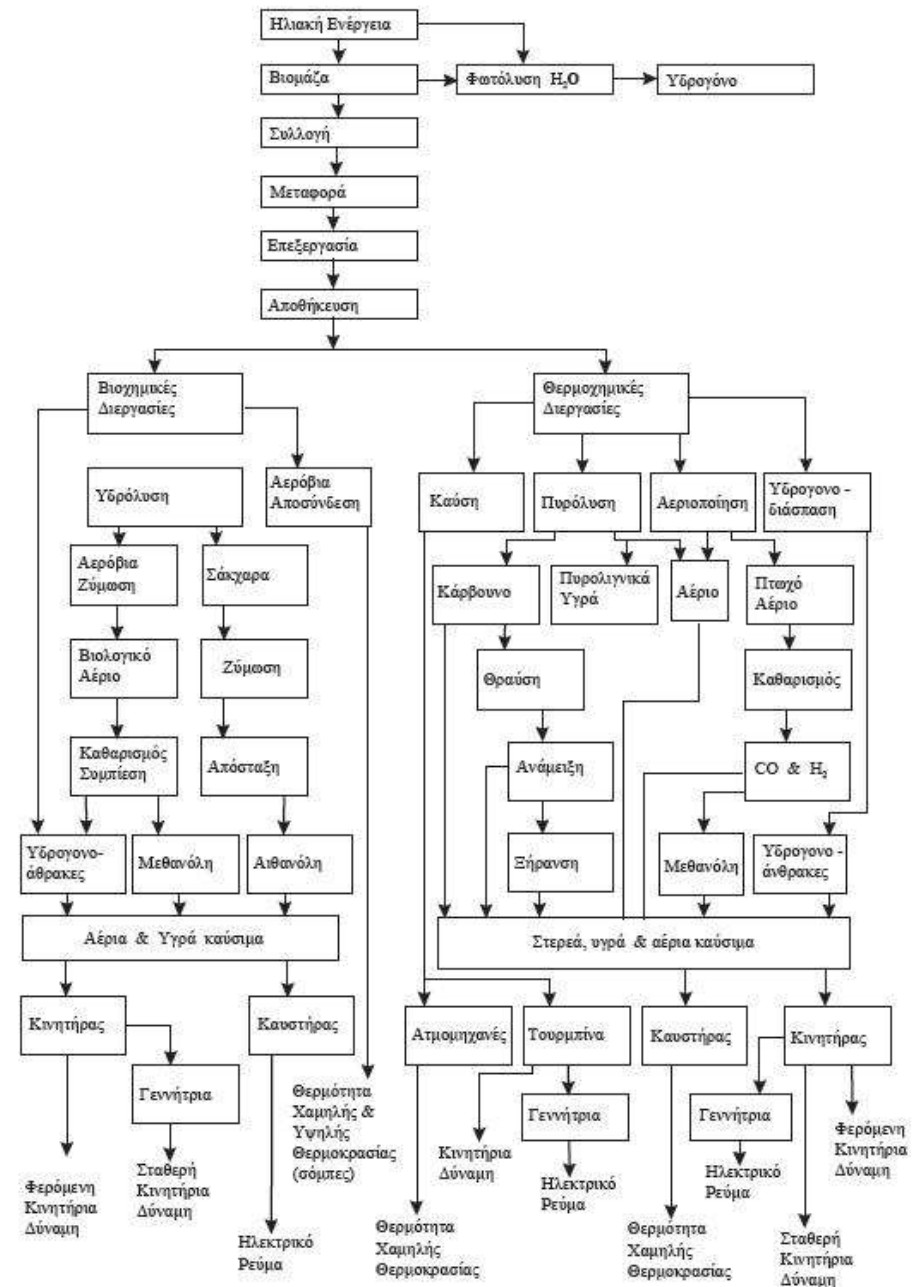 Ηλιακή Ενέργεια
Βιομάζα
Φωτόλυση H₂O
Υδρογόνο
Συλλογή
Μεταφορά
Επεξεργασία
Αποθήκευση
Βιοχημικές
Διεργασίες
Θερμοχημικές
Διεργασίες
Υδρόλυση
Αερόβια
Αποσύνδεση
Καύση
Πυρόλυση
Αεριοποίηση
Υδρογονο -
διάσπαση
Αερόβια
Ζύμωση
Σάκχαρα
Κάρβουνο
Πυρολιγνικά
Υγρά
Αέριο
Πτωχό
Αέριο
Βιολογικό
Αέριο
Ζύμωση
Θραύση
Καθαρισμός
Καθαρισμός
Συμπίεση
Απόσταξη
Ανάμειξη
CO & H₂
Υδρογονο-
άθρακες
Μεθανόλη
Αιθανόλη
Ξήρανση
Μεθανόλη
Υδρογονο -
άνθρακες
Αέρια & Υγρά καύσιμα
Στερεά, υγρά & αέρια καύσιμα
Κινητήρας
Καυστήρας
Ατμομηχανές
Τουρμπίνα
Καυστήρας
Κινητήρας
Γεννήτρια
Θερμότητα
Χαμηλής &
Υψηλής
Θερμοκρασίας
(σόμπες)
Γεννήτρια
Γεννήτρια
Φερόμενη
Κινητήρια
Δύναμη
Σταθερή
Κινητήρια
Δύναμη
Κινητήρια
Δύναμη
Ηλεκτρικό
Ρεύμα
Ηλεκτρικό
Ρεύμα
Φερόμενη
Κινητήρια
Δύναμη
Ηλεκτρικό
Ρεύμα
Θερμότητα
Χαμηλής
Θερμοκρασίας
Θερμότητα
Χαμηλής
Θερμοκρασίας
Σταθερή
Κινητήρια
Δύναμη